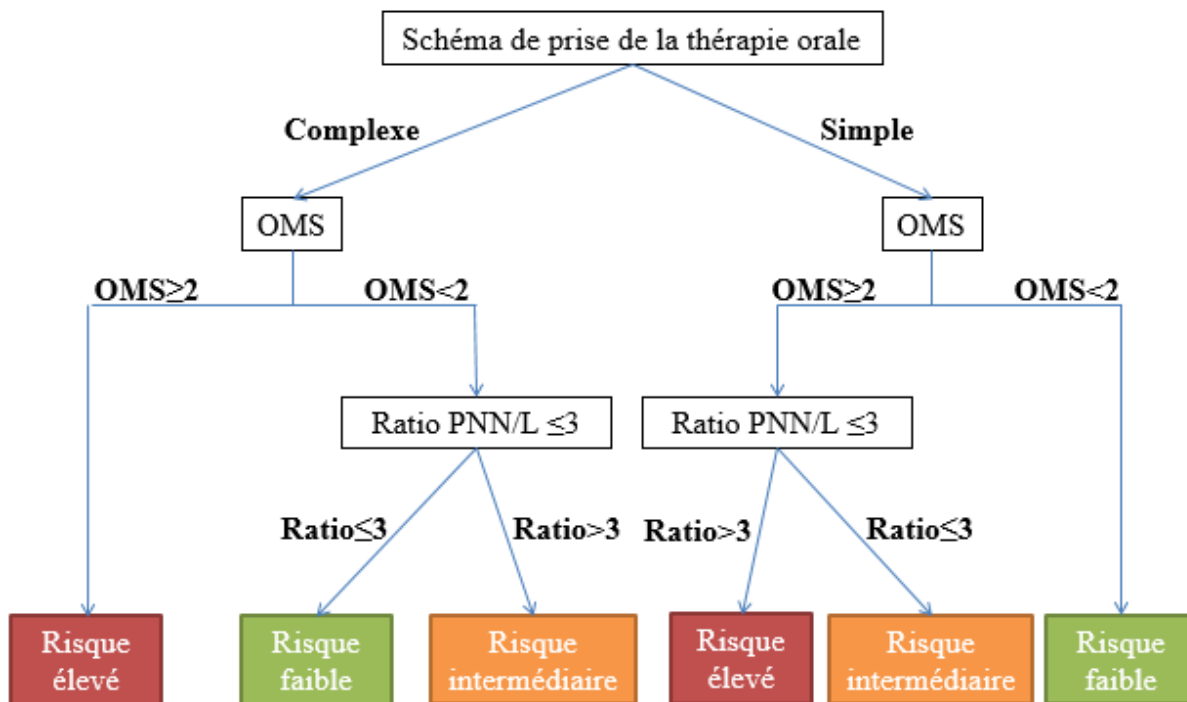 Schéma de prise de la thérapie orale
Complexe
Simple
OMS
OMS
OMS≥2
OMS<2
OMS≥2
OMS<2
Ratio PNN/L ≤3
Ratio PNN/L ≤3
Ratio≤3
Ratio>3
Ratio>3
Ratio≤3
Risque
élevé
Risque
faible
Risque
intermédiaire
Risque
élevé
Risque
intermédiaire
Risque
faible